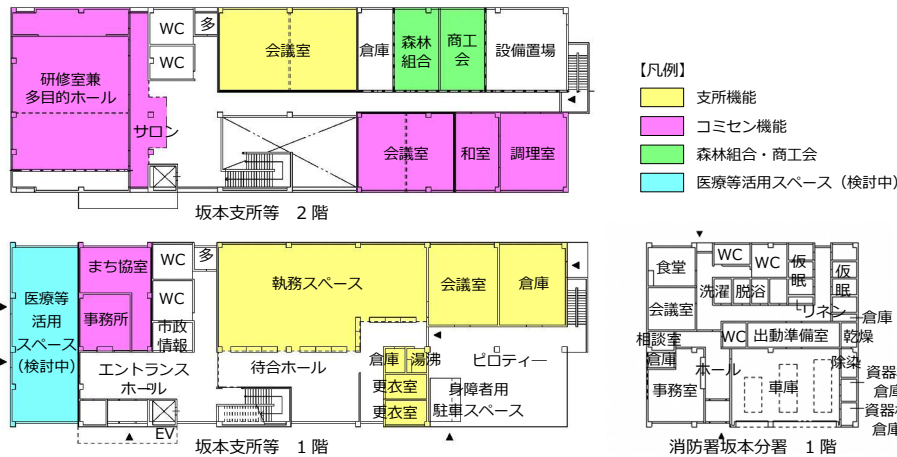 多
WC
WC
会議室
倉庫
森林
組合
商工
会
設備置場
研修室兼
多目的ホール
サロン
会議室
和室
調理室
坂本支所等 2階
【凡例】
支所機能
コミセン機能
森林組合・商工会
医療等活用スペース(検討中)
まち協室
WC
多
執務スペース
会議室
倉庫
医療等
活用
スペース
(検討中)
事務所
WC
市政
情報
エントランス
ホール
待合ホール
倉庫
湯沸
ピロティー
更衣室
更衣室
身障者用
駐車スペース
EV
坂本支所等 1階
食堂
WC
WC
仮
眠
仮
眠
洗濯
脱
浴
会議室
リネン
倉庫
相談室
倉庫
WC
出動準備室
乾燥
ホール
除染
事務室
車庫
資器
倉庫
資器
倉庫
消防署坂本分署 1階